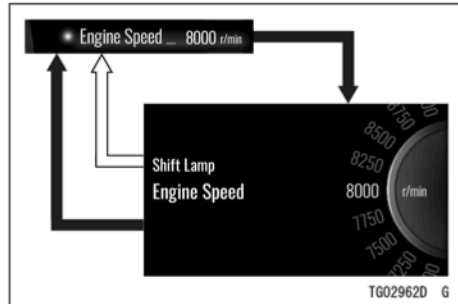 Engine Speed _ 8000 r/min
8750
8500
8250
Shift Lamp
Engine Speed
8000 r/min
7750
7500
TG02962D G